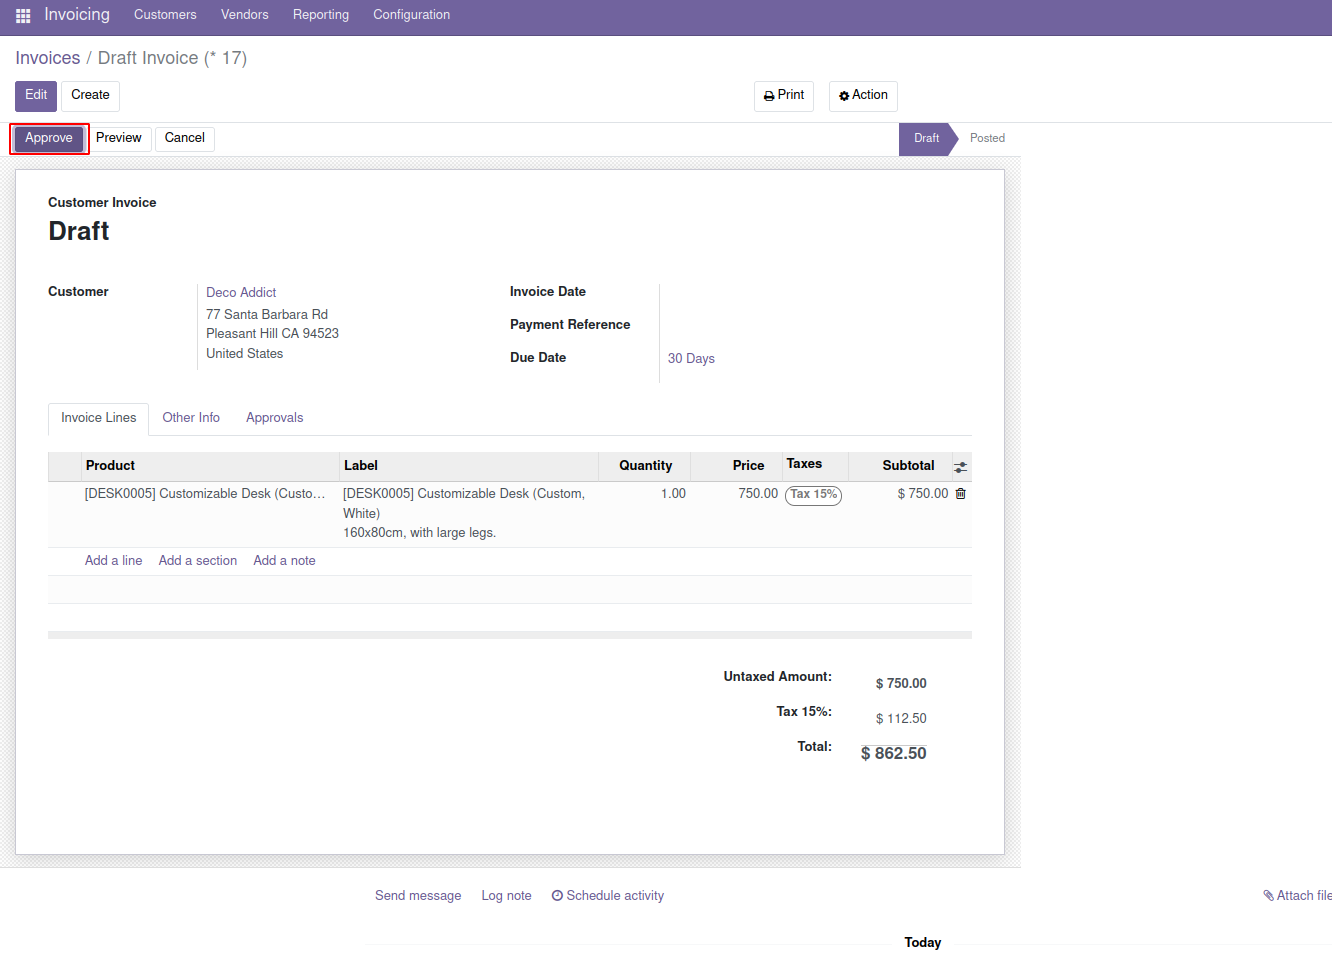 Invoicing Customers Vendors Reporting Configuration
Invoices / Draft Invoice (* 17)
Edit Create Print Action
Approve Preview Cancel Draft Posted
Customer Invoice
Draft
Customer Deco Addict
77 Santa Barbara Rd
Pleasant Hill CA 94523
United States
Invoice Date
Payment Reference
Due Date 30 Days
Invoice Lines Other Info Approvals
Product Label Quantity Price Taxes Subtotal
[DESK0005] Customizable Desk (Custo... [DESK0005] Customizable Desk (Custom, 1.00 750.00 Tax 15% $ 750.00
White)
160x80cm, with large legs.
Add a line Add a section Add a note
Untaxed Amount: $ 750.00
Tax 15%: $ 112.50
Total: $ 862.50
Send message Log note Schedule activity Attach file
Today